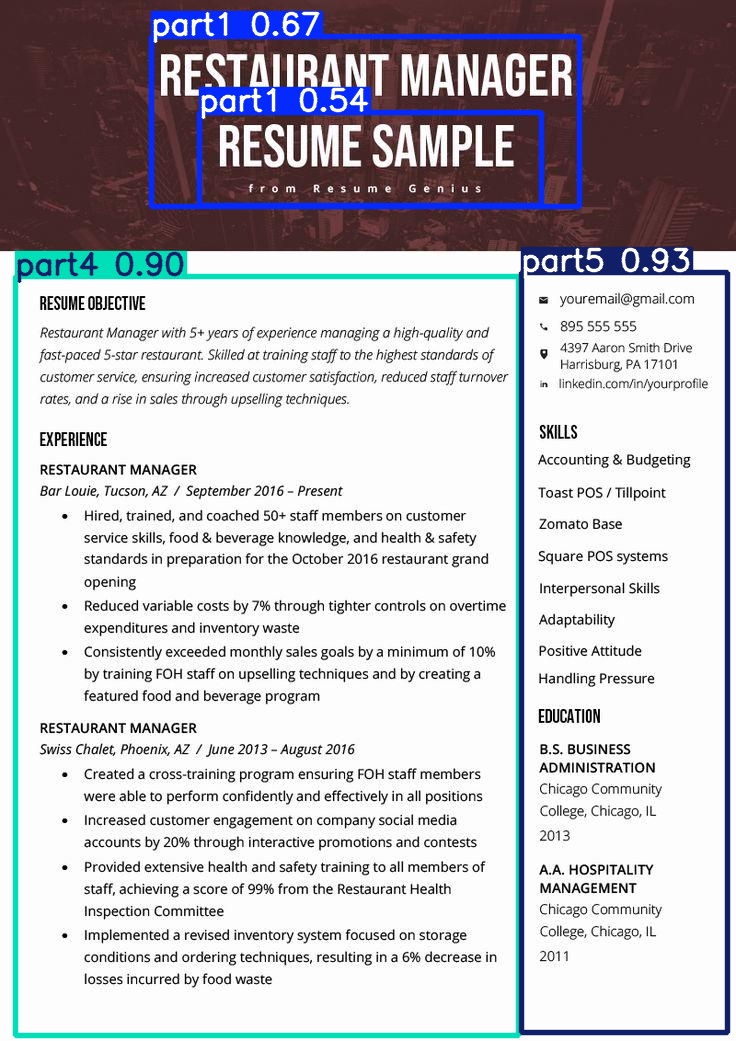 part1 0.67
RESTAURANT MANAGER
part1 0.54
RESUME SAMPLE
from Resume Genius
part4 0.90
RESUME OBJECTIVE
Restaurant Manager with 5+ years of experience managing a high-quality and
fast-paced 5-star restaurant. Skilled at training staff to the highest standards of
customer service, ensuring increased customer satisfaction, reduced staff turnover
rates, and a rise in sales through upselling techniques.
EXPERIENCE
RESTAURANT MANAGER
Bar Louie, Tucson, AZ / September 2016 – Present
• Hired, trained, and coached 50+ staff members on customer
service skills, food & beverage knowledge, and health & safety
standards in preparation for the October 2016 restaurant grand
opening
• Reduced variable costs by 7% through tighter controls on overtime
expenditures and inventory waste
• Consistently exceeded monthly sales goals by a minimum of 10%
by training FOH staff on upselling techniques and by creating a
featured food and beverage program
RESTAURANT MANAGER
Swiss Chalet, Phoenix, AZ / June 2013 – August 2016
• Created a cross-training program ensuring FOH staff members
were able to perform confidently and effectively in all positions
• Increased customer engagement on company social media
accounts by 20% through interactive promotions and contests
• Provided extensive health and safety training to all members of
staff, achieving a score of 99% from the Restaurant Health
Inspection Committee
• Implemented a revised inventory system focused on storage
conditions and ordering techniques, resulting in a 6% decrease in
losses incurred by food waste
part5 0.93
youremail@gmail.com
895 555 555
4397 Aaron Smith Drive
Harrisburg, PA 17101
in linkedin.com/in/yourprofile
SKILLS
Accounting & Budgeting
Toast POS / Tillpoint
Zomato Base
Square POS systems
Interpersonal Skills
Adaptability
Positive Attitude
Handling Pressure
EDUCATION
B.S. BUSINESS
ADMINISTRATION
Chicago Community
College, Chicago, IL
2013
A.A. HOSPITALITY
MANAGEMENT
Chicago Community
College, Chicago, IL
2011